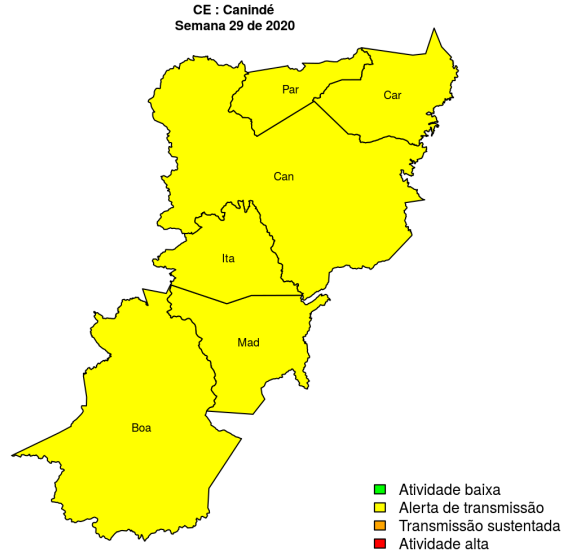 CE : Canindé
Semana 29 de 2020
Par
Car
Can
Ita
Mad
Boa
Atividade baixa
Alerta de transmissão
Transmissão sustentada
Atividade alta